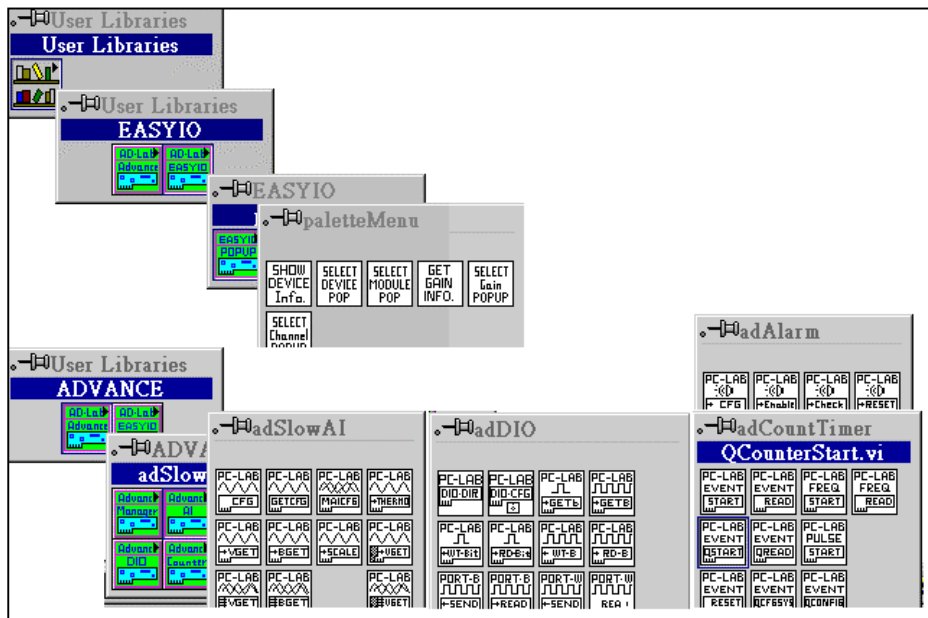 User Libraries
User Libraries
User Libraries
EASYIO
AD-Lab AD-Lab
Advance EASYIO
EASYIO
EASYIO
POPUP
paletteMenu
SHOW DEVICE Info.
SELECT DEVICE POP
SELECT MODULE POP
GET GAIN INFO.
SELECT Gain POPUP
SELECT Channel POPUP
User Libraries
ADVANCE
AD-Lab AD-Lab
Advance EASYIO
ADVA
adSlow
Advanc Advanc
Manager AI
Advanc Advanc
DIO Counter
adSlowAI
PC-LAB PC-LAB PC-LAB PC-LAB
CFG GETCFG MAICFG →THERMO
PC-LAB PC-LAB PC-LAB PC-LAB
→VGET →BGET →SCALE →VGET
PC-LAB PC-LAB PC-LAB
VGET BGET VGET
adDIO
PC-LAB PC-LAB PC-LAB PC-LAB
DIO-DIR DIO-CFG →GETb →GETB
PC-LAB PC-LAB PC-LAB PC-LAB
←WT-Bit →RD-Bit ← WT-B → RD-B
PORT-B PORT-B PORT-W PORT-W
←SEND →READ ←SEND REA
adAlarm
PC-LAB PC-LAB PC-LAB PC-LAB
→ CFG →Enable →Check →RESET
adCountTimer
QCounterStart.vi
PC-LAB PC-LAB PC-LAB PC-LAB
EVENT EVENT FREQ FREQ
START READ START READ
PC-LAB PC-LAB PC-LAB
EVENT EVENT PULSE
QSTART QREAD START
PC-LAB PC-LAB PC-LAB
EVENT EVENT EVENT
RESET QCFGSYS QCONFIG